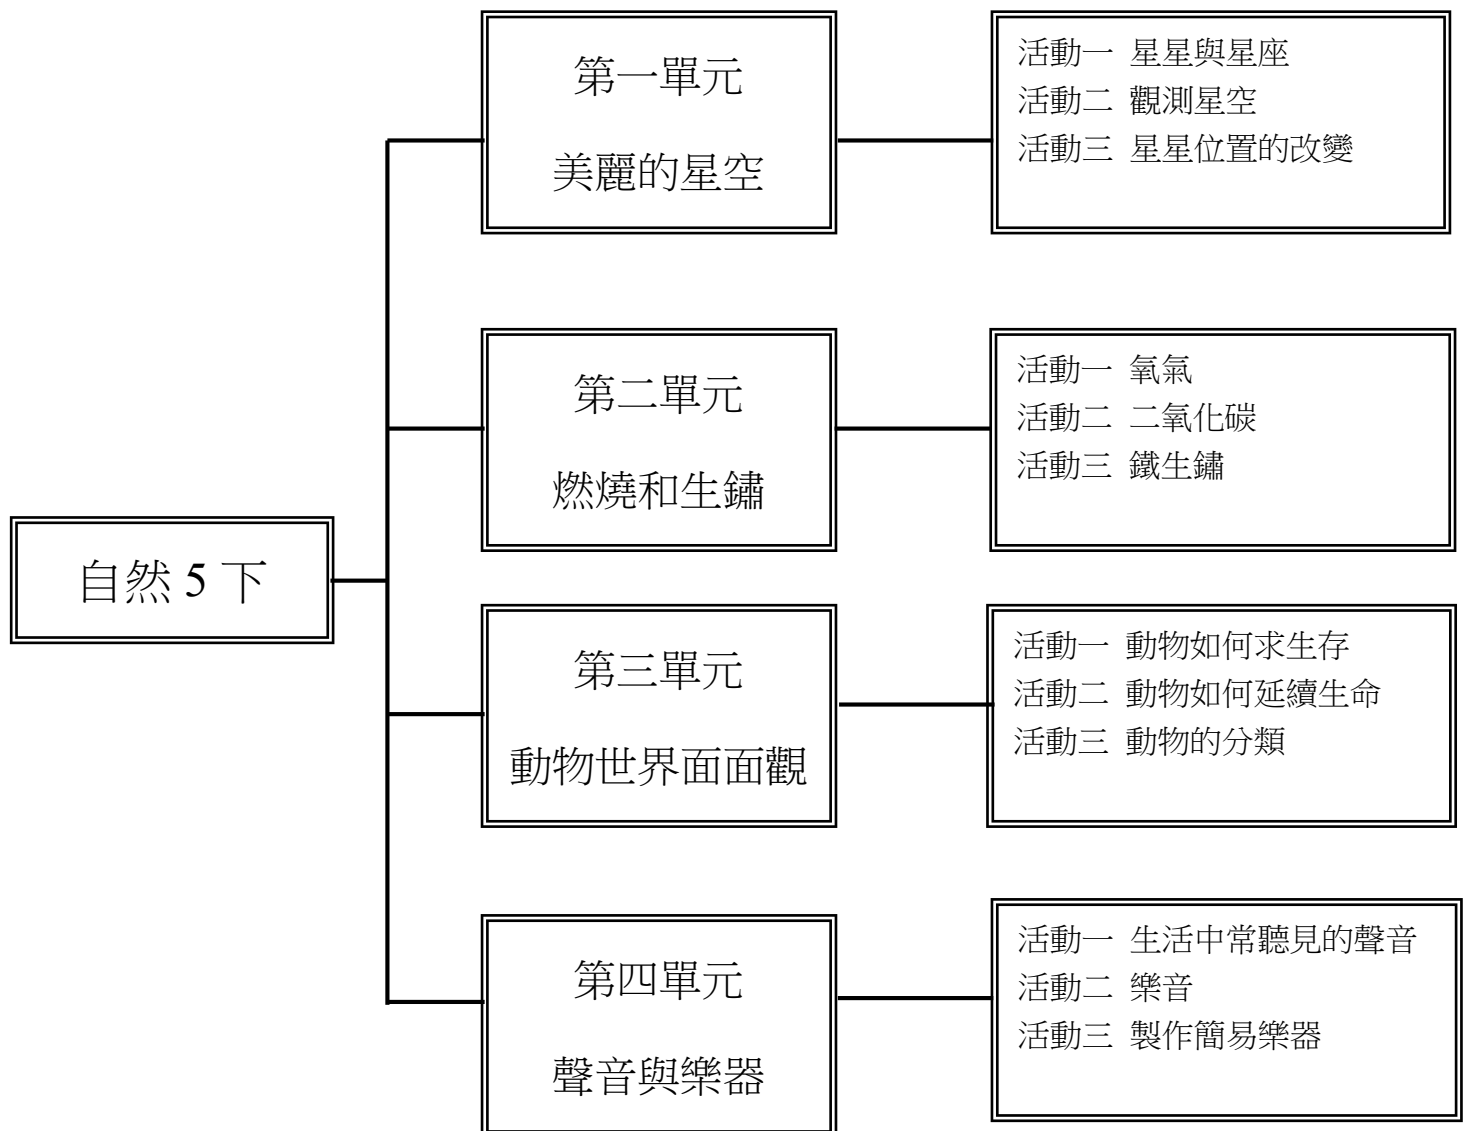 自然 5 下
第一單元
美麗的星空
活動一 星星與星座
活動二 觀測星空
活動三 星星位置的改變
第二單元
燃燒和生鏽
活動一 氧氣
活動二 二氧化碳
活動三 鐵生鏽
第三單元
動物世界面面觀
活動一 動物如何求生存
活動二 動物如何延續生命
活動三 動物的分類
第四單元
聲音與樂器
活動一 生活中常聽見的聲音
活動二 樂音
活動三 製作簡易樂器